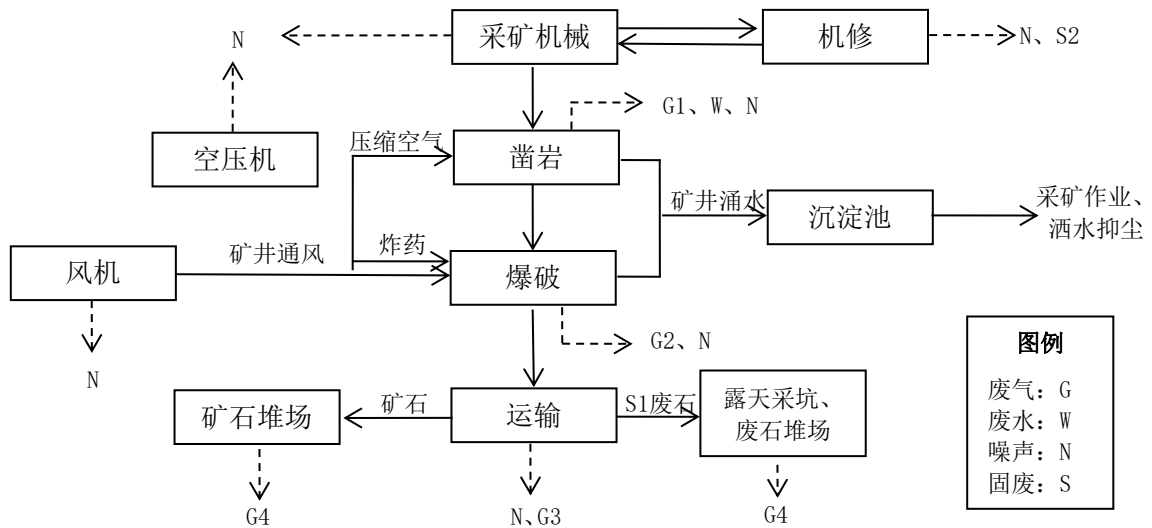 N
采矿机械
机修
N、S2
G1、W、N
空压机
压缩空气
凿岩
矿井涌水
沉淀池
采矿作业、
洒水抑尘
风机
矿井通风
炸药
爆破
G2、N
N
矿石堆场
矿石
运输
S1废石
露天采坑、
废石堆场
G4
N、G3
G4
图例
废气：G
废水：W
噪声：N
固废：S